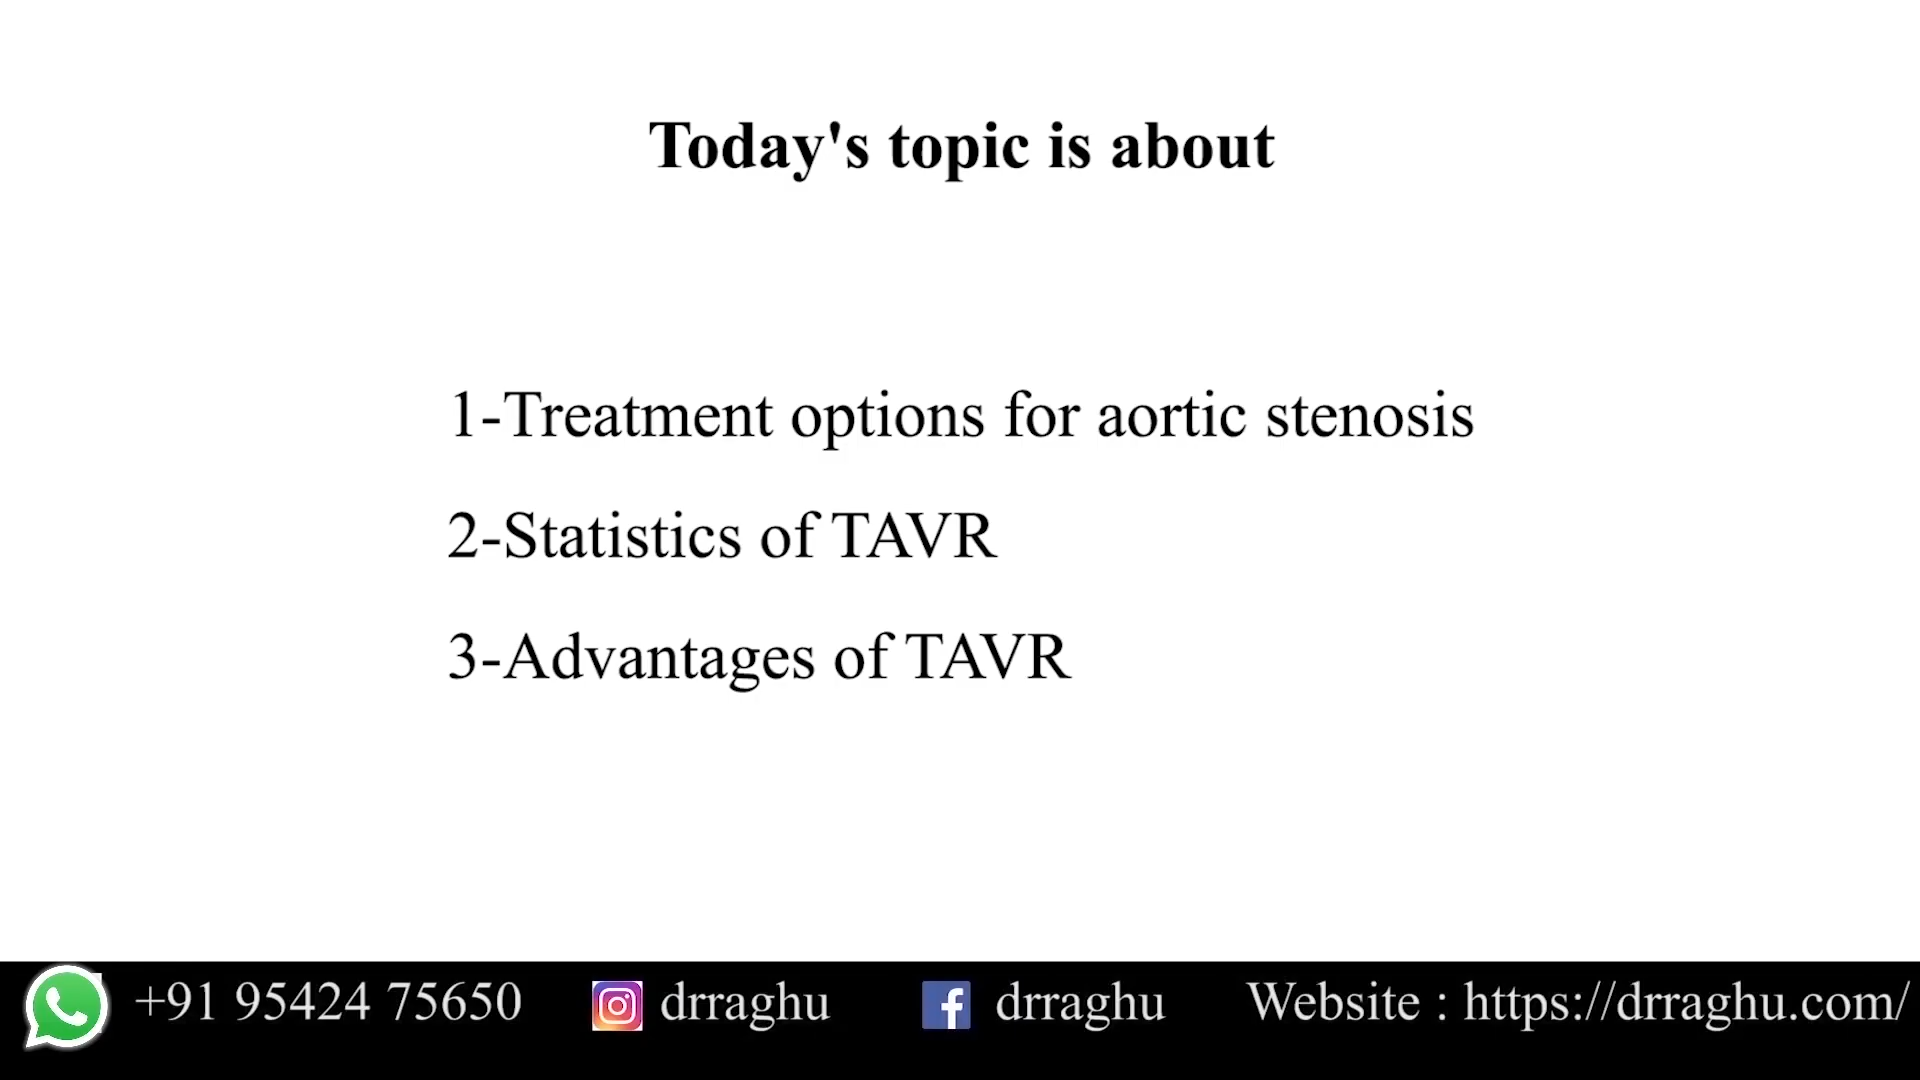 Today's topic is about
1-Treatment options for aortic stenosis
2-Statistics of TAVR
3-Advantages of TAVR
+91 95424 75650 drraghu drraghu Website : https://drraghu.com/